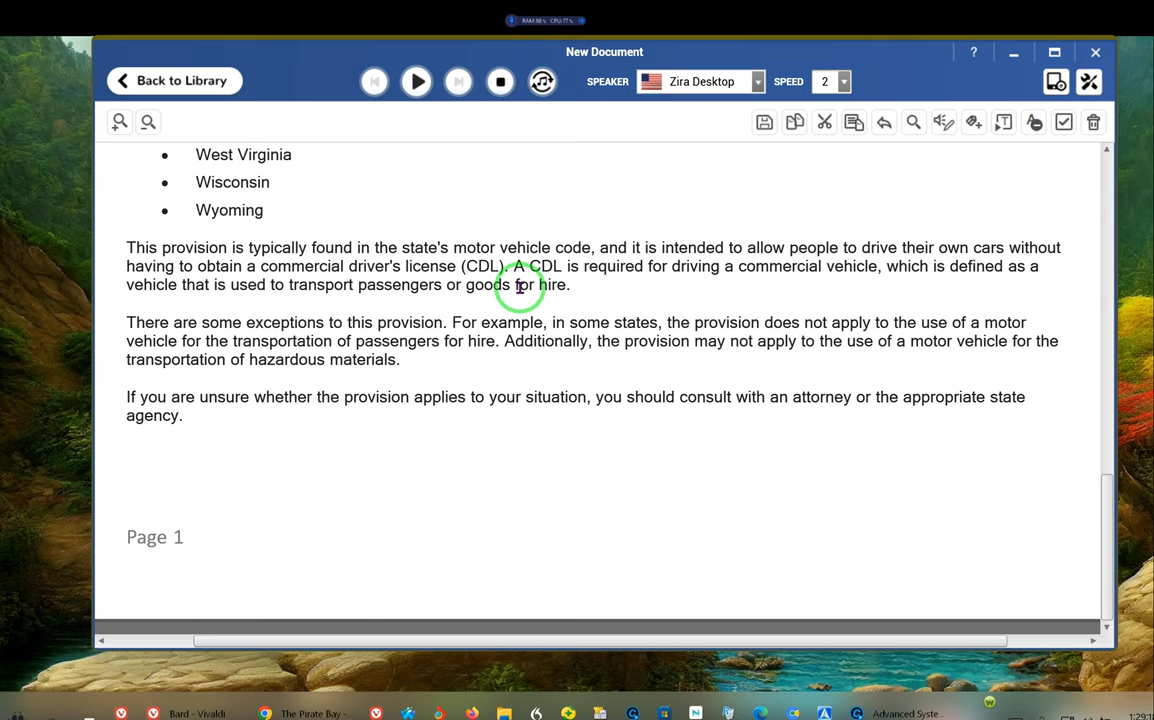 RAM:88 % CPU:77 %
New Document
?
Back to Library
SPEAKER Zira Desktop SPEED 2
• West Virginia
• Wisconsin
• Wyoming
This provision is typically found in the state's motor vehicle code, and it is intended to allow people to drive their own cars without
having to obtain a commercial driver's license (CDL). A CDL is required for driving a commercial vehicle, which is defined as a
vehicle that is used to transport passengers or goods for hire.
There are some exceptions to this provision. For example, in some states, the provision does not apply to the use of a motor
vehicle for the transportation of passengers for hire. Additionally, the provision may not apply to the use of a motor vehicle for the
transportation of hazardous materials.
If you are unsure whether the provision applies to your situation, you should consult with an attorney or the appropriate state
agency.
Page 1
Bard - Vivaldi The Pirate Bay - Advanced Syste...